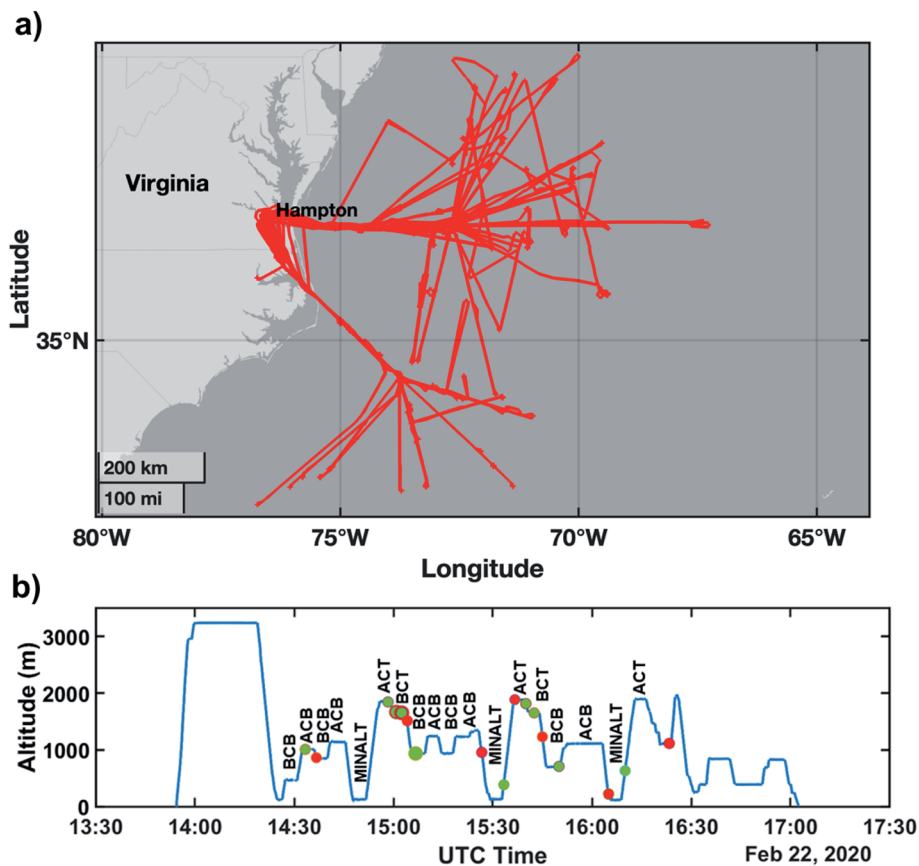 a)
Virginia
Hampton
Latitude
35°N
200 km
100 mi
80°W 75°W 70°W 65°W
Longitude
b)
Altitude (m)
3000
2000
1000
0
BCB ACB BCB ACB MINALT ACT BCT BCB ACB BCB ACB MINALT ACT BCT BCB ACB MINALT ACT
13:30 14:00 14:30 15:00 15:30 16:00 16:30 17:00 17:30
UTC Time
Feb 22, 2020